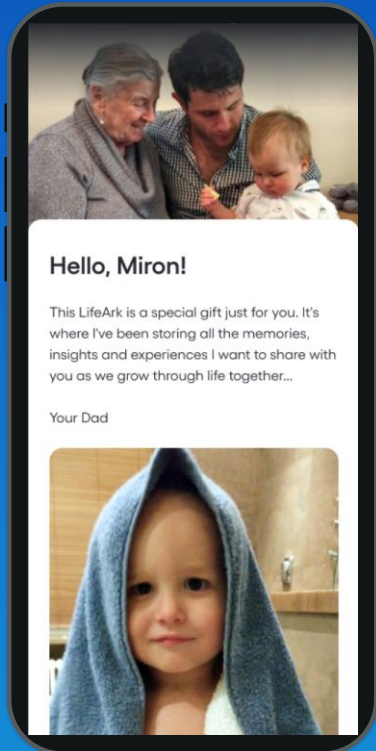 Hello, Miron!
This LifeArk is a special gift just for you. It's
where I've been storing all the memories,
insights and experiences I want to share with
you as we grow through life together...
Your Dad